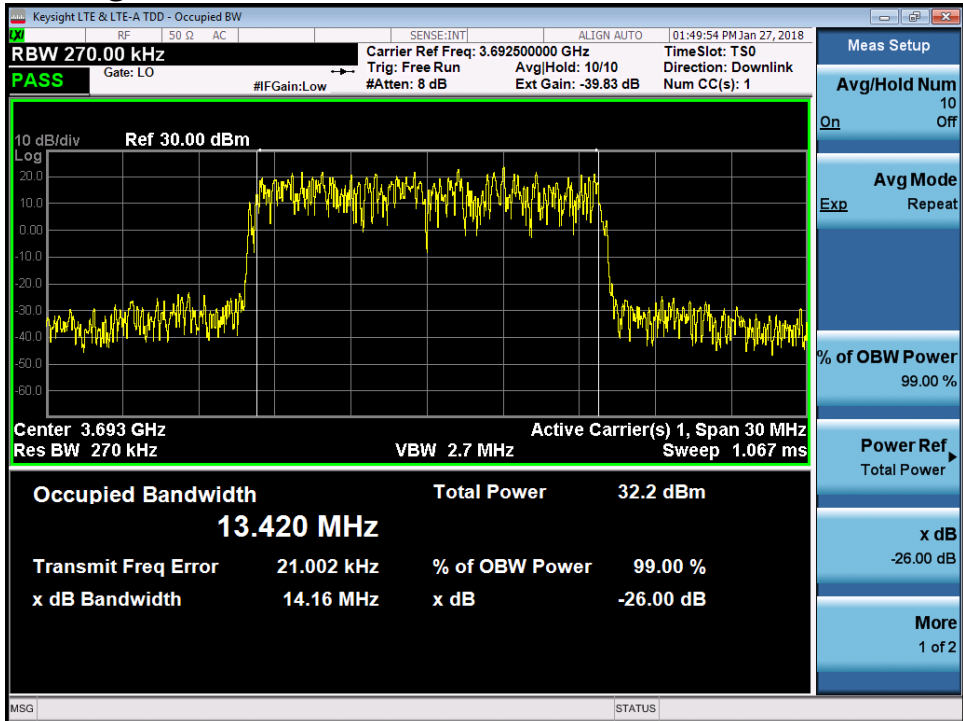 Keysight LTE & LTE-A TDD - Occupied BW
LXI RF 50 Ω AC SENSE:INT ALIGN AUTO 01:49:54 PM Jan 27, 2018
RBW 270.00 kHz
PASS
Gate: LO
#IFGain:Low
Carrier Ref Freq: 3.692500000 GHz
Trig: Free Run Avg|Hold: 10/10
#Atten: 8 dB Ext Gain: -39.83 dB
TimeSlot: TS0
Direction: Downlink
Num CC(s): 1
10 dB/div Ref 30.00 dBm
Log
20.0
10.0
0.00
-10.0
-20.0
-30.0
-40.0
-50.0
-60.0
Center 3.693 GHz Active Carrier(s) 1, Span 30 MHz
Res BW 270 kHz VBW 2.7 MHz Sweep 1.067 ms
Occupied Bandwidth Total Power 32.2 dBm
13.420 MHz
Transmit Freq Error 21.002 kHz % of OBW Power 99.00 %
x dB Bandwidth 14.16 MHz x dB -26.00 dB
MSG STATUS
Meas Setup
Avg/Hold Num
10
On Off
Avg Mode
Exp Repeat
% of OBW Power
99.00 %
Power Ref
Total Power
x dB
-26.00 dB
More
1 of 2